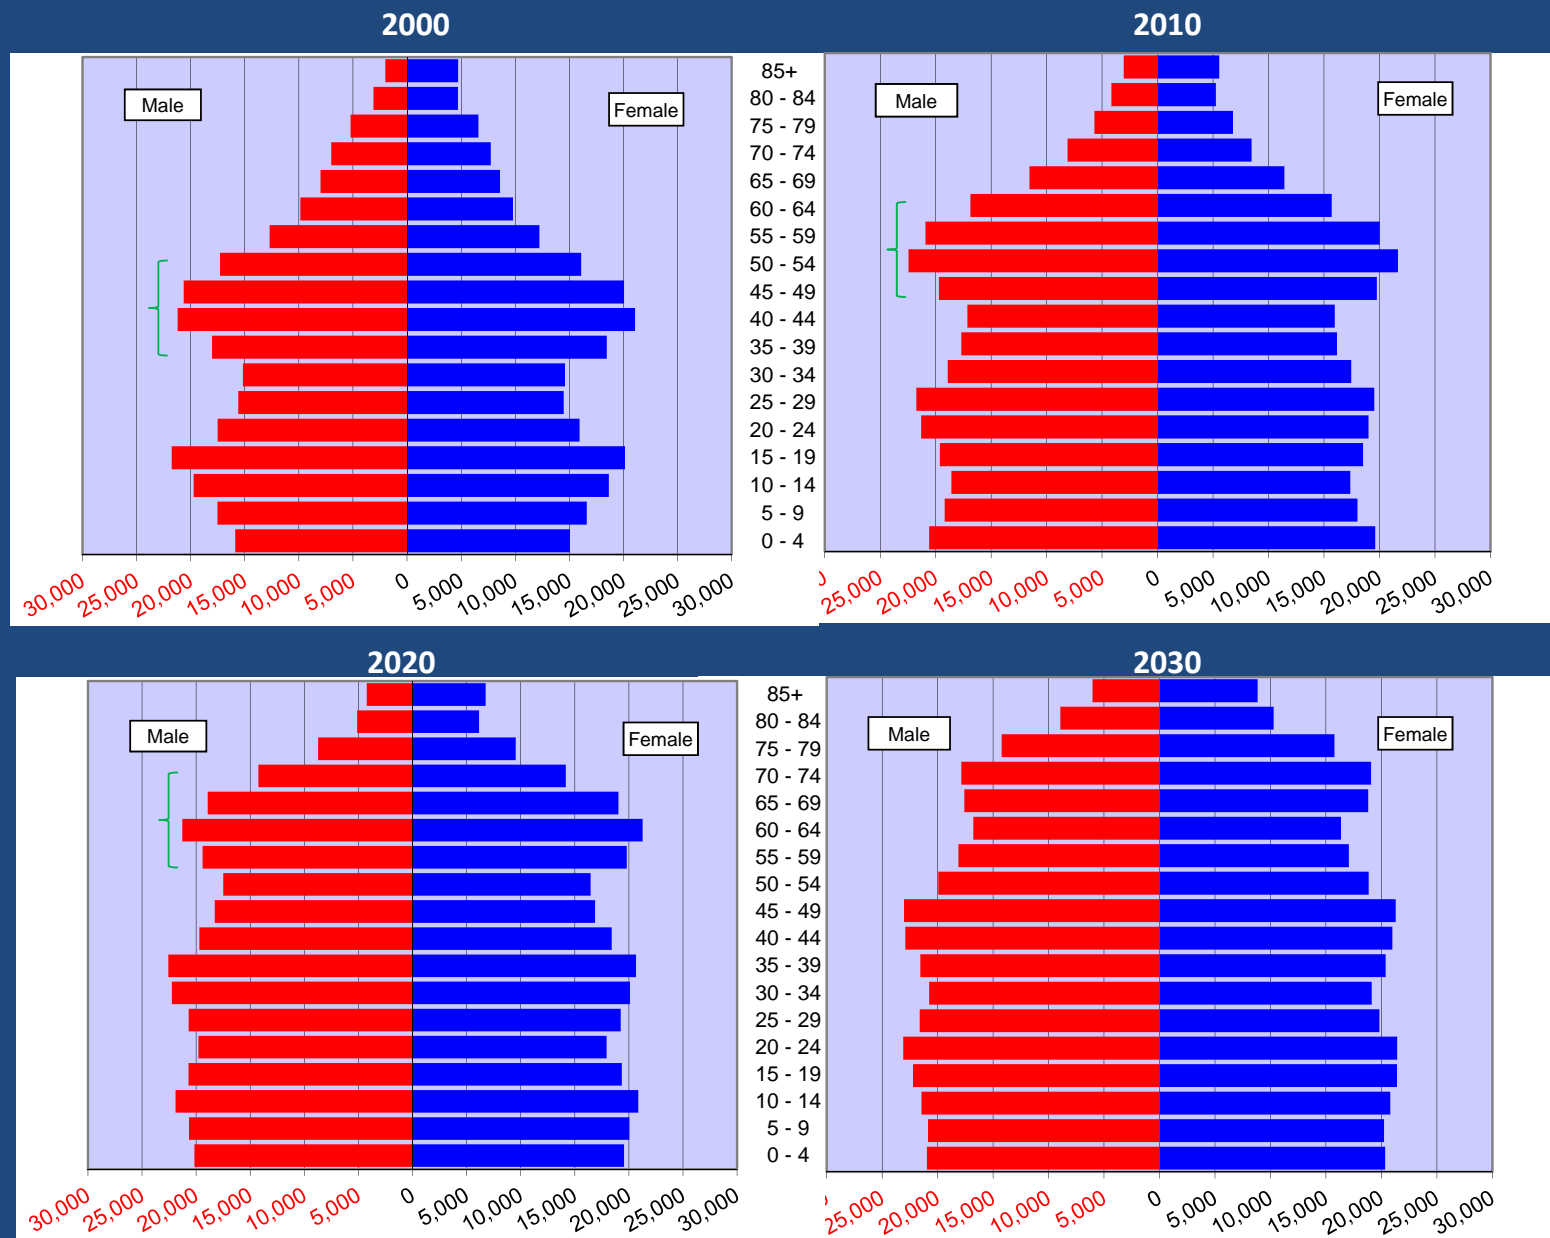 2000
2010
Male
Female
85+
80 - 84
75 - 79
70 - 74
65 - 69
60 - 64
55 - 59
50 - 54
45 - 49
40 - 44
35 - 39
30 - 34
25 - 29
20 - 24
15 - 19
10 - 14
5 - 9
0 - 4
Male
Female
30,000
25,000
20,000
15,000
10,000
5,000
0
5,000
10,000
15,000
20,000
25,000
30,000
25,000
20,000
15,000
10,000
5,000
0
5,000
10,000
15,000
20,000
25,000
30,000
2020
2030
Male
Female
85+
80 - 84
75 - 79
70 - 74
65 - 69
60 - 64
55 - 59
50 - 54
45 - 49
40 - 44
35 - 39
30 - 34
25 - 29
20 - 24
15 - 19
10 - 14
5 - 9
0 - 4
Male
Female
30,000
25,000
20,000
15,000
10,000
5,000
0
5,000
10,000
15,000
20,000
25,000
30,000
25,000
20,000
15,000
10,000
5,000
0
5,000
10,000
15,000
20,000
25,000
30,000